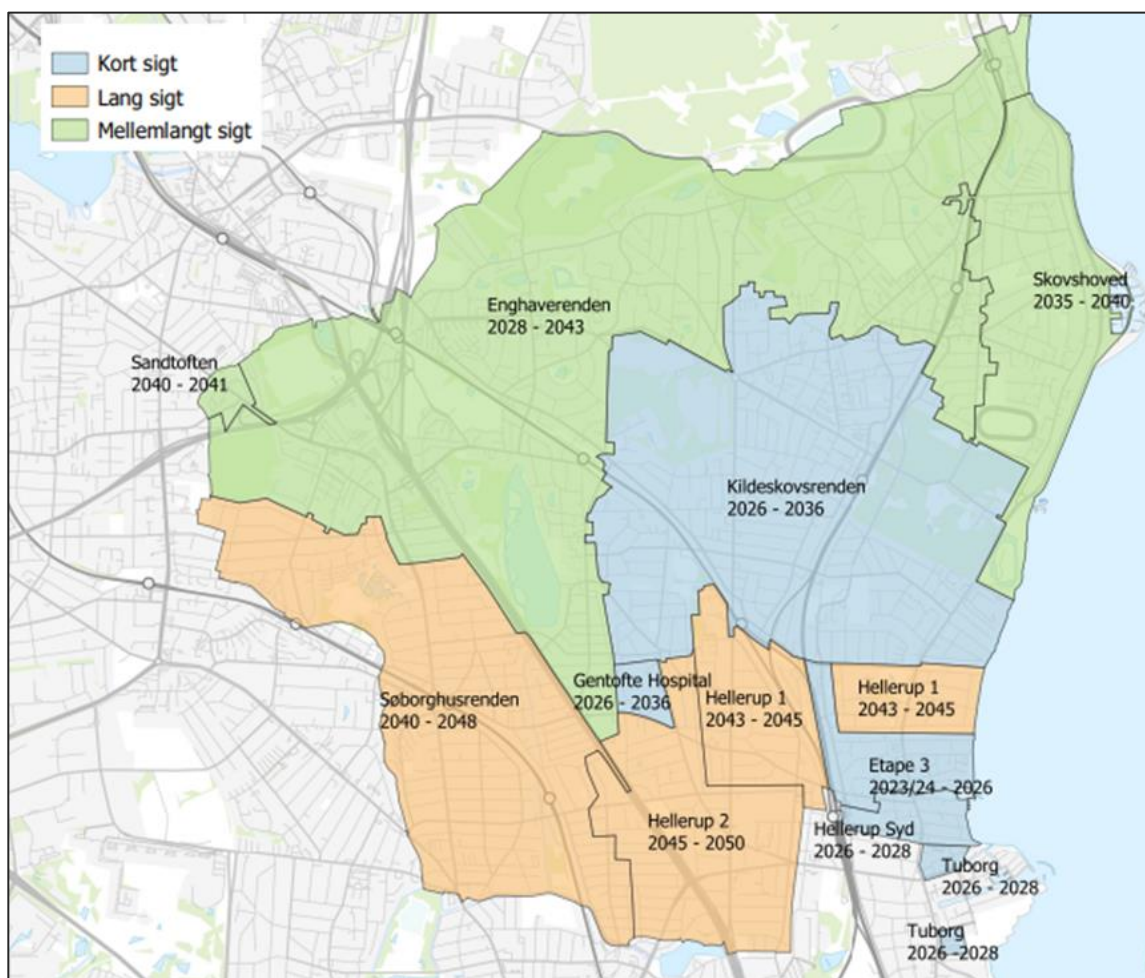 Kort sigt
Lang sigt
Mellemlangt sigt
Skovshoved
2035 - 2040
Enghaverenden
2028 - 2043
Sandtoften
2040 - 2041
Kildeskovsrenden
2026 - 2036
Gentofte Hospital
2026 - 2036
Søborghusrenden
2040 - 2048
Hellerup 1
2043 - 2045
Hellerup 1
2043 - 2045
Etape 3
2023/24 - 2026
Hellerup 2
2045 - 2050
Hellerup Syd
2026 - 2028
Tuborg
2026 - 2028
Tuborg
2026 - 2028